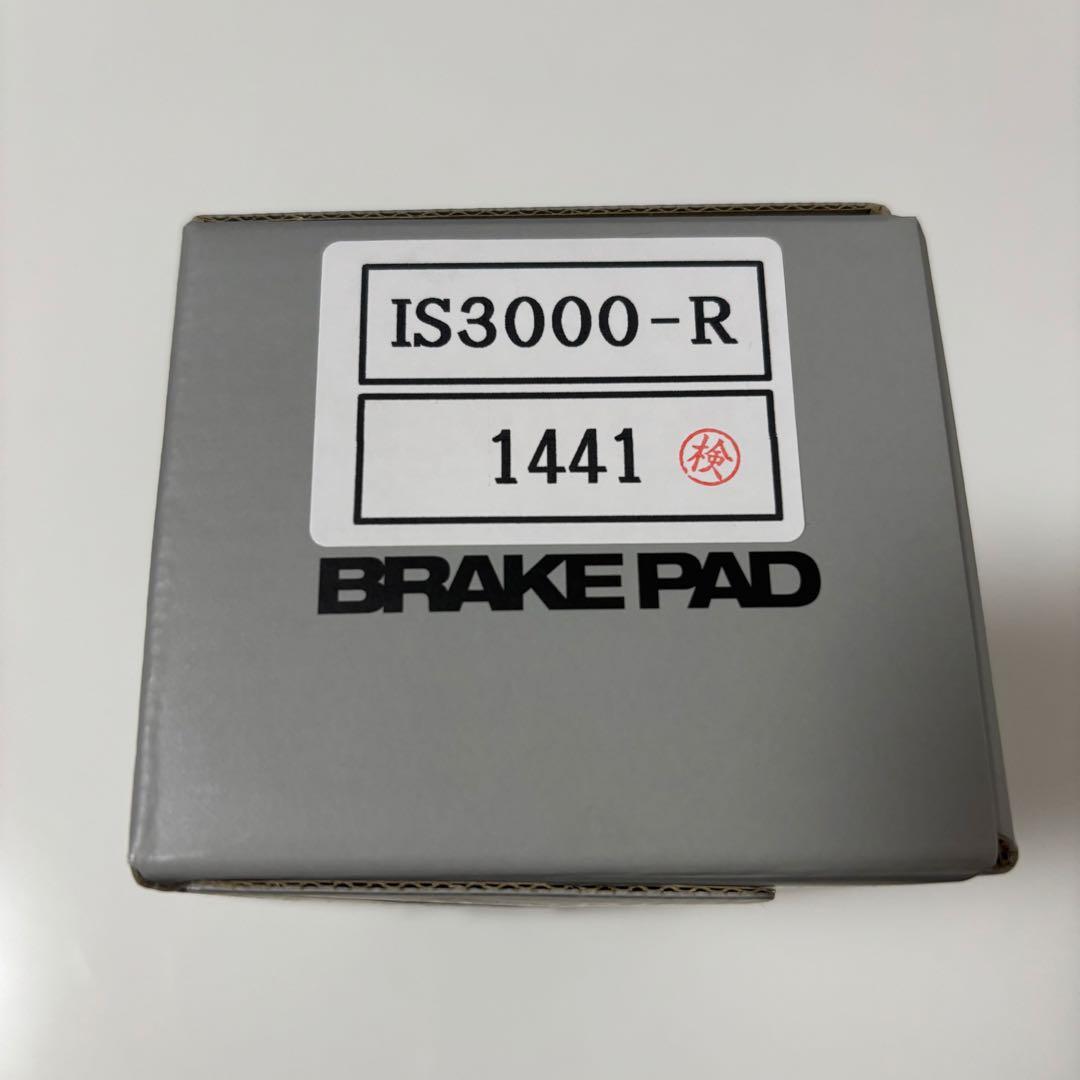 IS3000-R
1441 検
BRAKE PAD